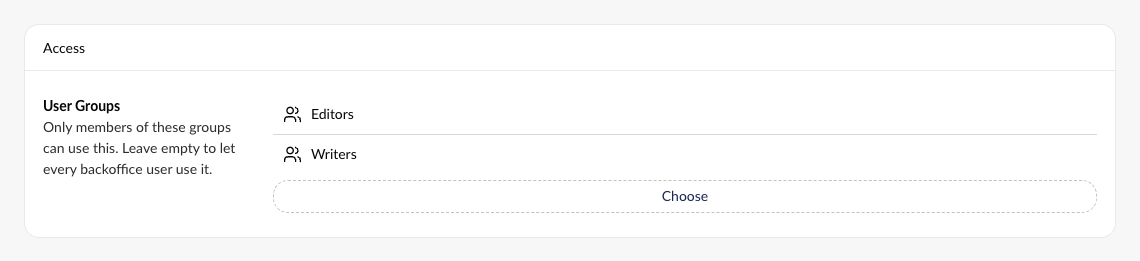 Access
User Groups
Only members of these groups
can use this. Leave empty to let
every backoffice user use it.
Editors
Writers
Choose